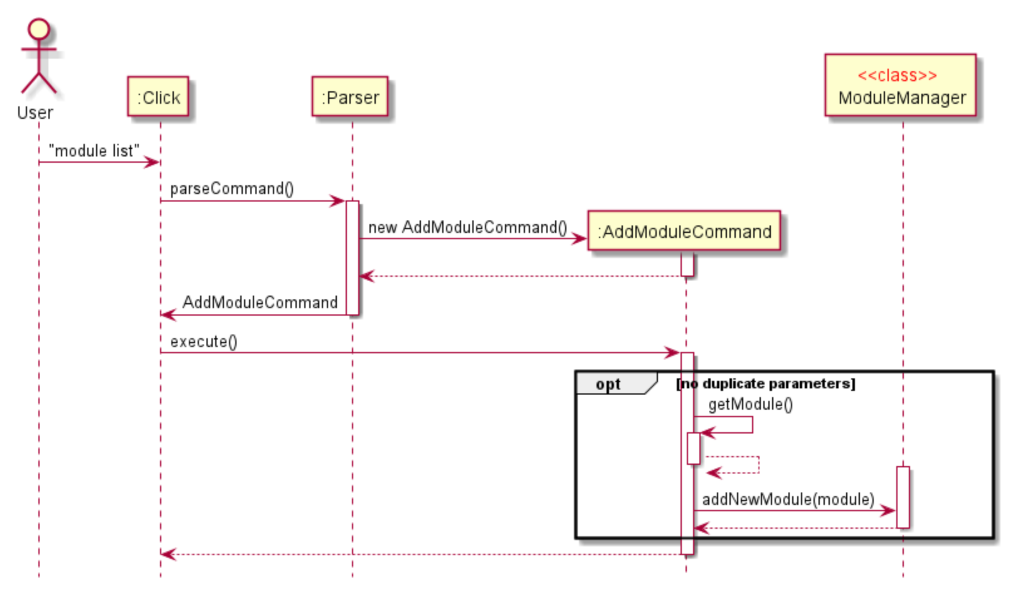 User
:Click
:Parser
<<class>>
ModuleManager
"module list"
parseCommand()
new AddModuleCommand()
:AddModuleCommand
AddModuleCommand
execute()
opt
[no duplicate parameters]
getModule()
addNewModule(module)